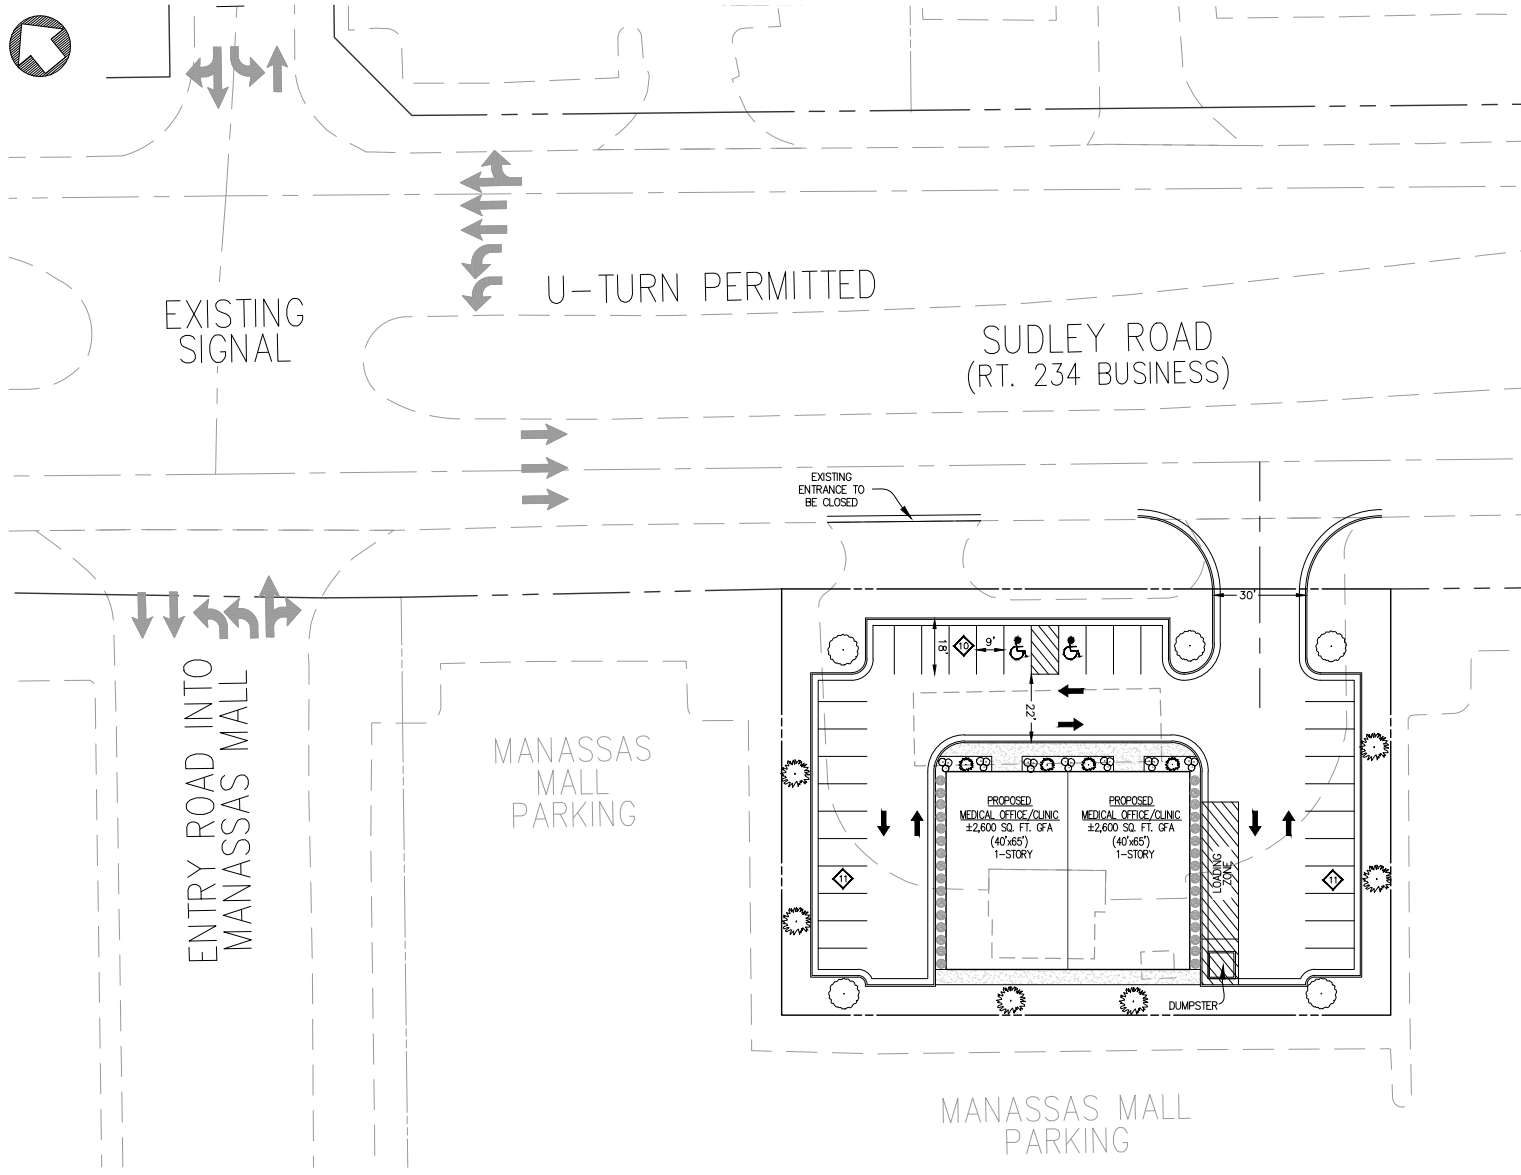 U-TURN PERMITTED
EXISTING
SIGNAL
SUDLEY ROAD
(RT. 234 BUSINESS)
EXISTING
ENTRANCE TO
BE CLOSED
30'
18'
10
9'
22'
ENTRY ROAD INTO
MANASSAS MALL
MANASSAS
MALL
PARKING
PROPOSED
MEDICAL OFFICE/CLINIC
±2,600 SQ. FT. GFA
(40'x65')
1-STORY
PROPOSED
MEDICAL OFFICE/CLINIC
±2,600 SQ. FT. GFA
(40'x65')
1-STORY
LOADING
ZONE
11
11
DUMPSTER
MANASSAS MALL
PARKING